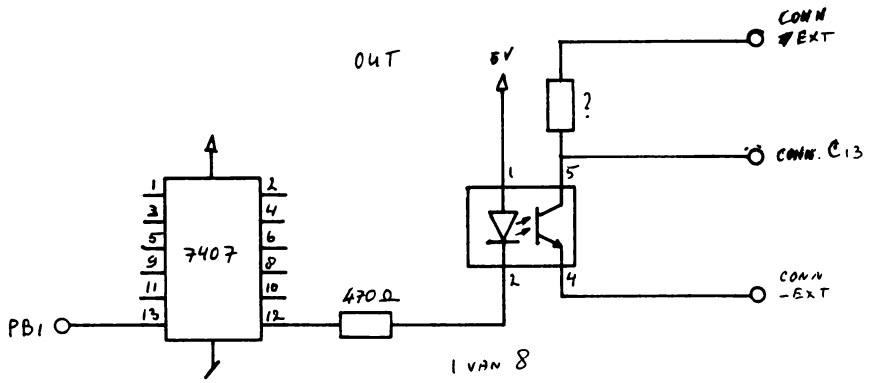 CONN
+EXT
OUT
5V
?
CONN. C13
1
5
1
2
3
4
5
6
7407
9
8
11
10
13
12
470Ω
2
4
CONN
-EXT
PB1
1 VAN 8